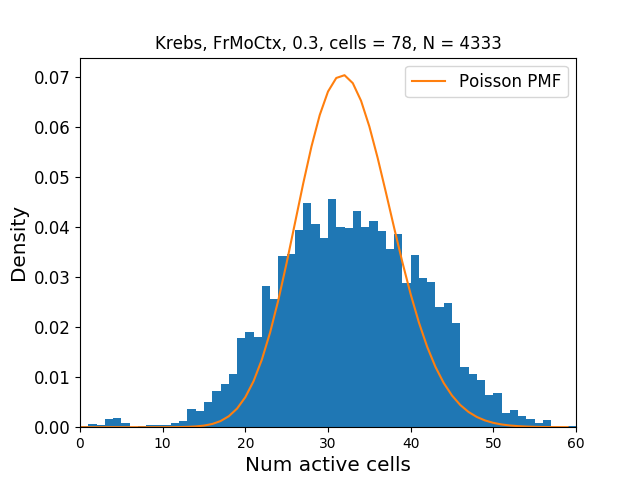 Krebs, FrMoCtx, 0.3, cells = 78, N = 4333
Poisson PMF
Density
0.07
0.06
0.05
0.04
0.03
0.02
0.01
0.00
0 10 20 30 40 50 60
Num active cells